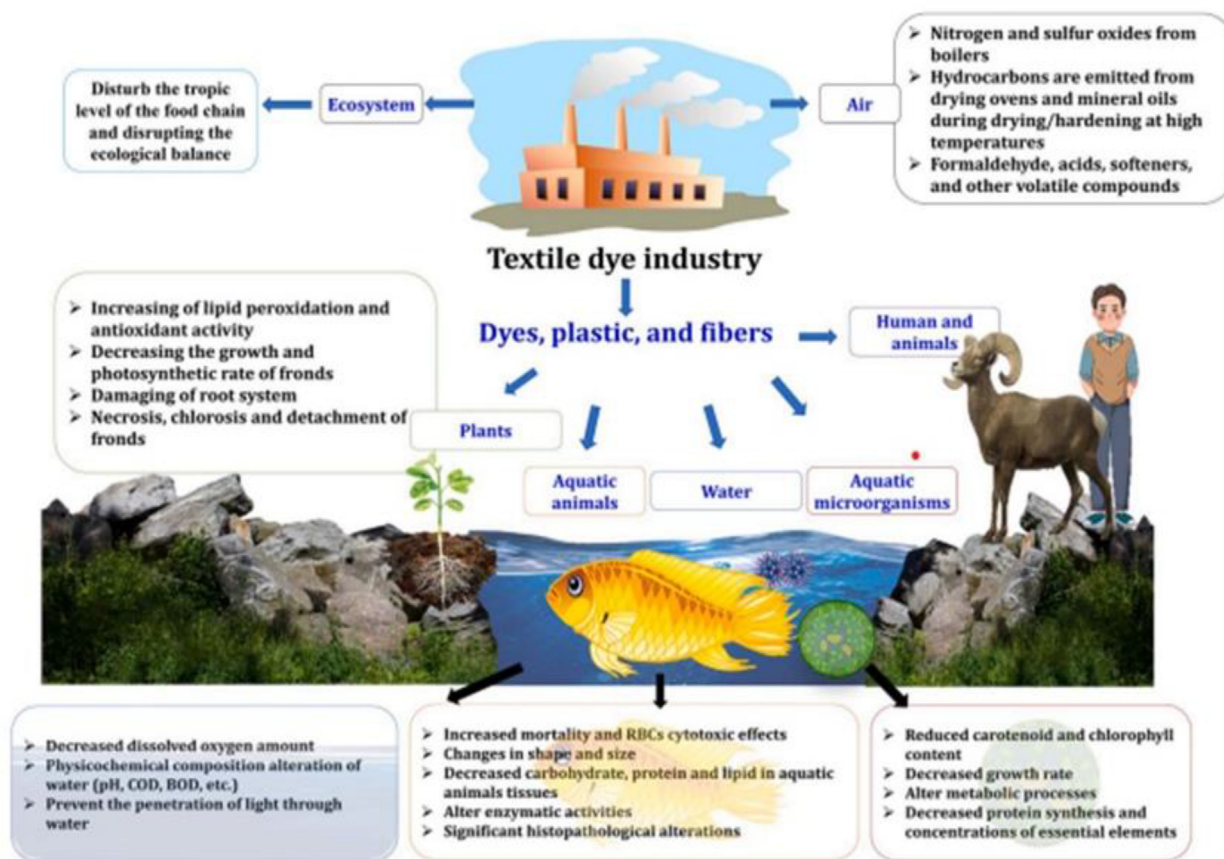 Disturb the tropic
level of the food chain
and disrupting the
ecological balance
Ecosystem
Air
➢ Nitrogen and sulfur oxides from
boilers
➢ Hydrocarbons are emitted from
drying ovens and mineral oils
during drying/hardening at high
temperatures
➢ Formaldehyde, acids, softeners,
and other volatile compounds
Textile dye industry
Dyes, plastic, and fibers
Human and
animals
➢ Increasing of lipid peroxidation and
antioxidant activity
➢ Decreasing the growth and
photosynthetic rate of fronds
➢ Damaging of root system
➢ Necrosis, chlorosis and detachment of
fronds
Plants
Aquatic
animals
Water
Aquatic
microorganisms
➢ Decreased dissolved oxygen amount
➢ Physicochemical composition alteration of
water (pH, COD, BOD, etc.)
➢ Prevent the penetration of light through
water
➢ Increased mortality and RBCs cytotoxic effects
➢ Changes in shape and size
➢ Decreased carbohydrate, protein and lipid in aquatic
animals tissues
➢ Alter enzymatic activities
➢ Significant histopathological alterations
➢ Reduced carotenoid and chlorophyll
content
➢ Decreased growth rate
➢ Alter metabolic processes
➢ Decreased protein synthesis and
concentrations of essential elements